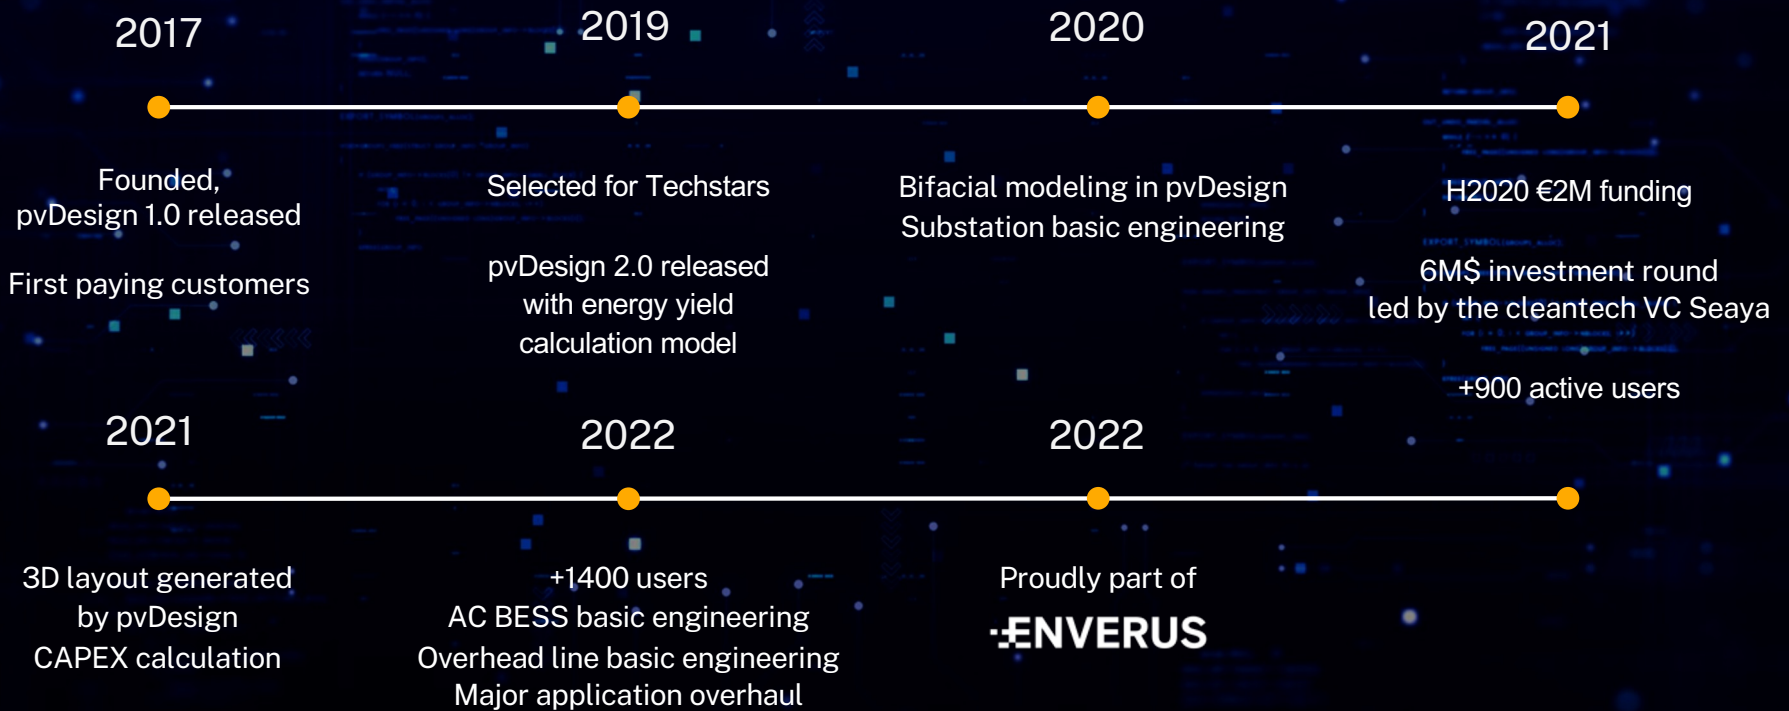 2017
Founded,
pvDesign 1.0 released
First paying customers
2019
Selected for Techstars
pvDesign 2.0 released
with energy yield
calculation model
2020
Bifacial modeling in pvDesign
Substation basic engineering
2021
H2020 €2M funding
6M$ investment round
led by the cleantech VC Seaya
+900 active users
2021
3D layout generated
by pvDesign
CAPEX calculation
2022
+1400 users
AC BESS basic engineering
Overhead line basic engineering
Major application overhaul
2022
Proudly part of
ENVERUS